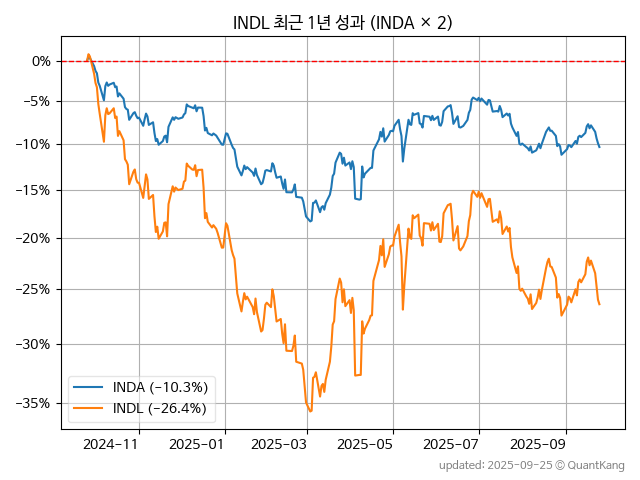 INDL 최근 1년 성과 (INDA × 2)
0%
−5%
−10%
−15%
−20%
−25%
−30%
−35%
INDA (−10.3%)
INDL (−26.4%)
2024−11 2025−01 2025−03 2025−05 2025−07 2025−09
updated: 2025−09−25 © QuantKang